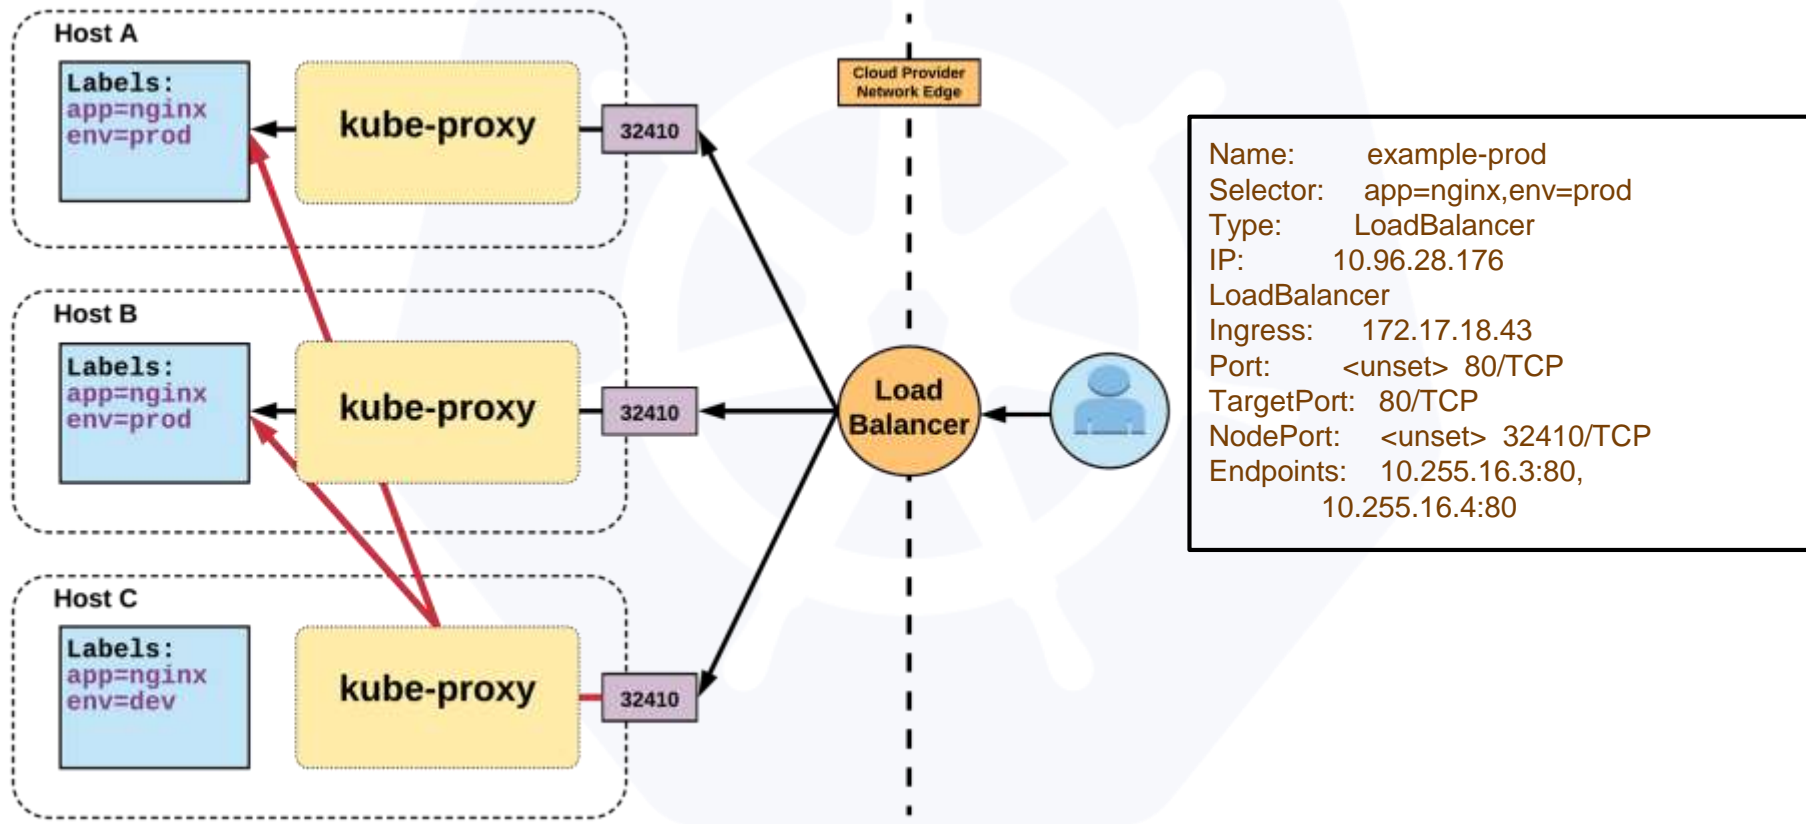 Host A
Labels:
app=nginx
env=prod
kube-proxy
32410
Host B
Labels:
app=nginx
env=prod
kube-proxy
32410
Host C
Labels:
app=nginx
env=dev
kube-proxy
32410
Cloud Provider
Network Edge
Load
Balancer
Name: example-prod
Selector: app=nginx,env=prod
Type: LoadBalancer
IP: 10.96.28.176
LoadBalancer
Ingress: 172.17.18.43
Port: <unset> 80/TCP
TargetPort: 80/TCP
NodePort: <unset> 32410/TCP
Endpoints: 10.255.16.3:80,
10.255.16.4:80